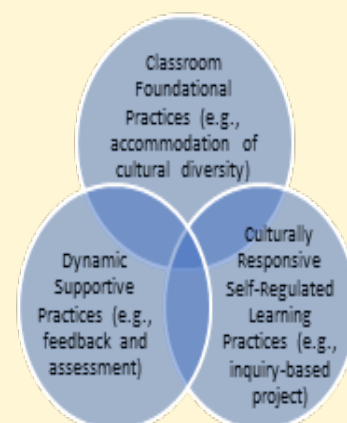 Classroom
Foundational
Practices (e.g.,
accommodation of
cultural diversity)
Dynamic
Supportive
Practices (e.g.,
feedback and
assessment)
Culturally
Responsive
Self-Regulated
Learning
Practices (e.g.,
inquiry-based
project)